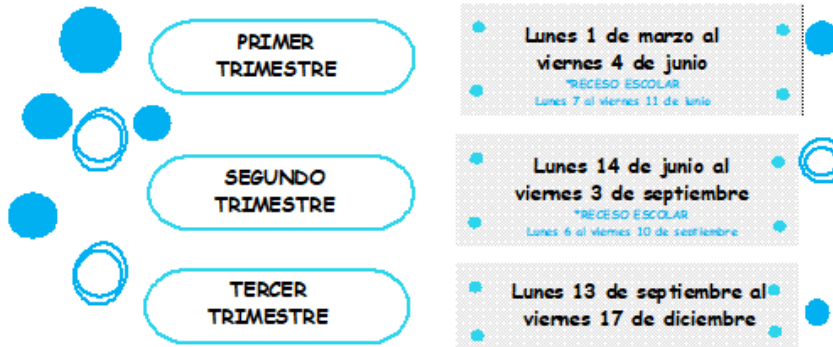 PRIMER
TRIMESTRE
Lunes 1 de marzo al
viernes 4 de junio
*RECESO ESCOLAR
Lunes 7 al viernes 11 de junio
SEGUNDO
TRIMESTRE
Lunes 14 de junio al
viernes 3 de septiembre
*RECESO ESCOLAR
Lunes 6 al viernes 10 de septiembre
TERCER
TRIMESTRE
Lunes 13 de septiembre al
viernes 17 de diciembre